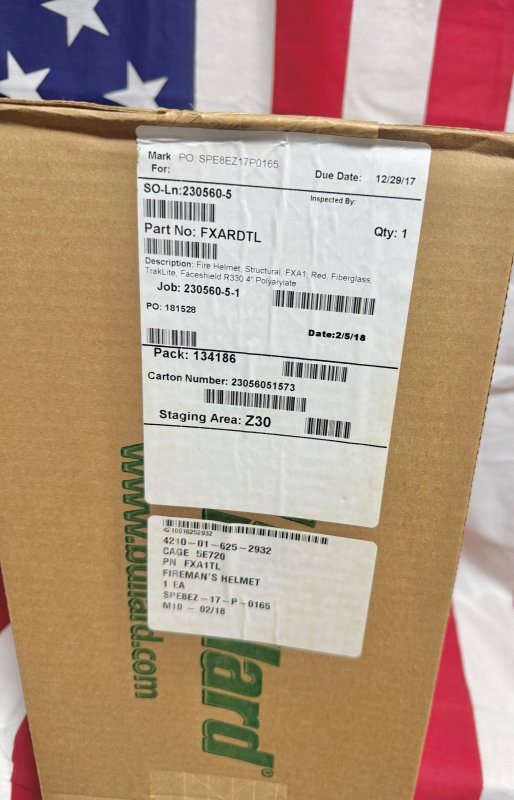 Mark For: PO: SPE8EZ17P0165
Due Date: 12/29/17
SO-Ln:230560-5
Inspected By:
Part No: FXARDTL
Qty: 1
Description: Fire Helmet, Structural, FXA1, Red, Fiberglass,
TrakLite, Faceshield R330 4" Polyarylate
Job: 230560-5-1
PO: 181528
Date:2/5/18
Pack: 134186
Carton Number: 23056051573
Staging Area: Z30
4210016252932
4210-01-625-2932
CAGE 5E720
PN FXA1TL
FIREMAN'S HELMET
1 EA
SPE8EZ-17-P-0165
M10 - 02/18
lard®
www.bullard.com